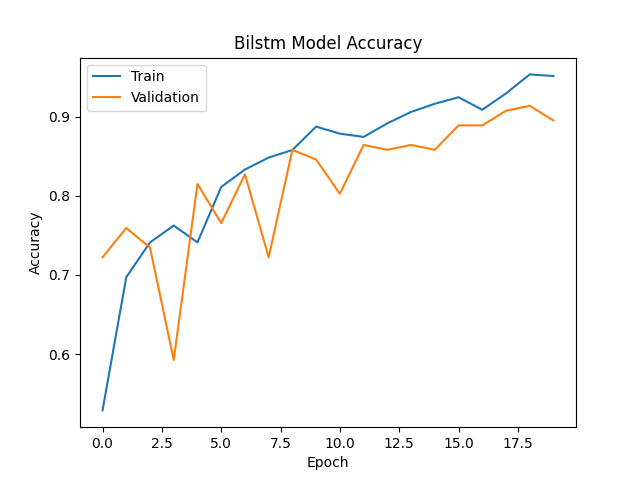 Bilstm Model Accuracy
Train
Validation
Accuracy
0.9
0.8
0.7
0.6
0.0 2.5 5.0 7.5 10.0 12.5 15.0 17.5
Epoch